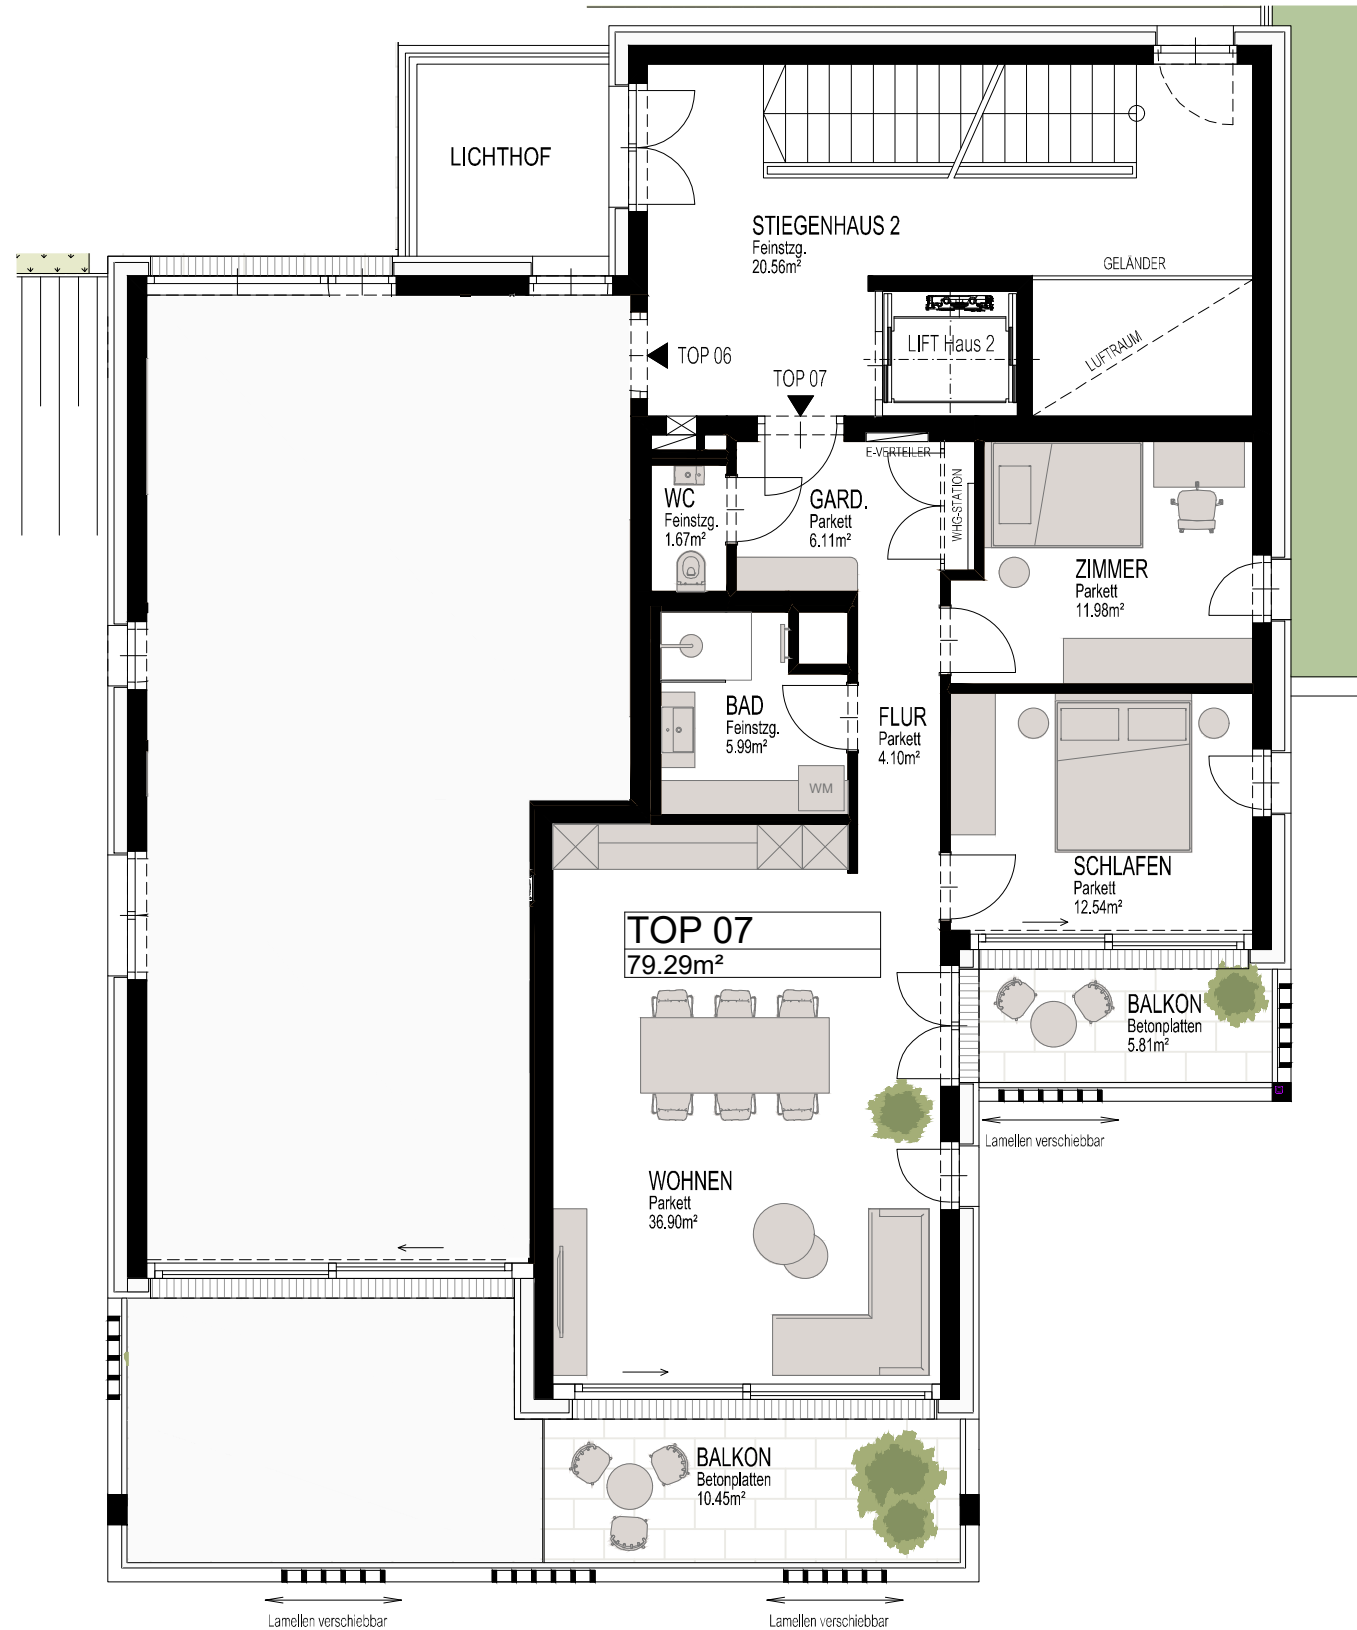 LICHTHOF
STIEGENHAUS 2
Feinstzg.
20.56m²
GELÄNDER
LUFTRAUM
LIFT Haus 2
TOP 06
TOP 07
E-VERTEILER
WHG-STATION
WC
Feinstzg.
1.67m²
GARD.
Parkett
6.11m²
ZIMMER
Parkett
11.98m²
BAD
Feinstzg.
5.99m²
WM
FLUR
Parkett
4.10m²
SCHLAFEN
Parkett
12.54m²
TOP 07
79.29m²
BALKON
Betonplatten
5.81m²
Lamellen verschiebbar
WOHNEN
Parkett
36.90m²
BALKON
Betonplatten
10.45m²
Lamellen verschiebbar
Lamellen verschiebbar